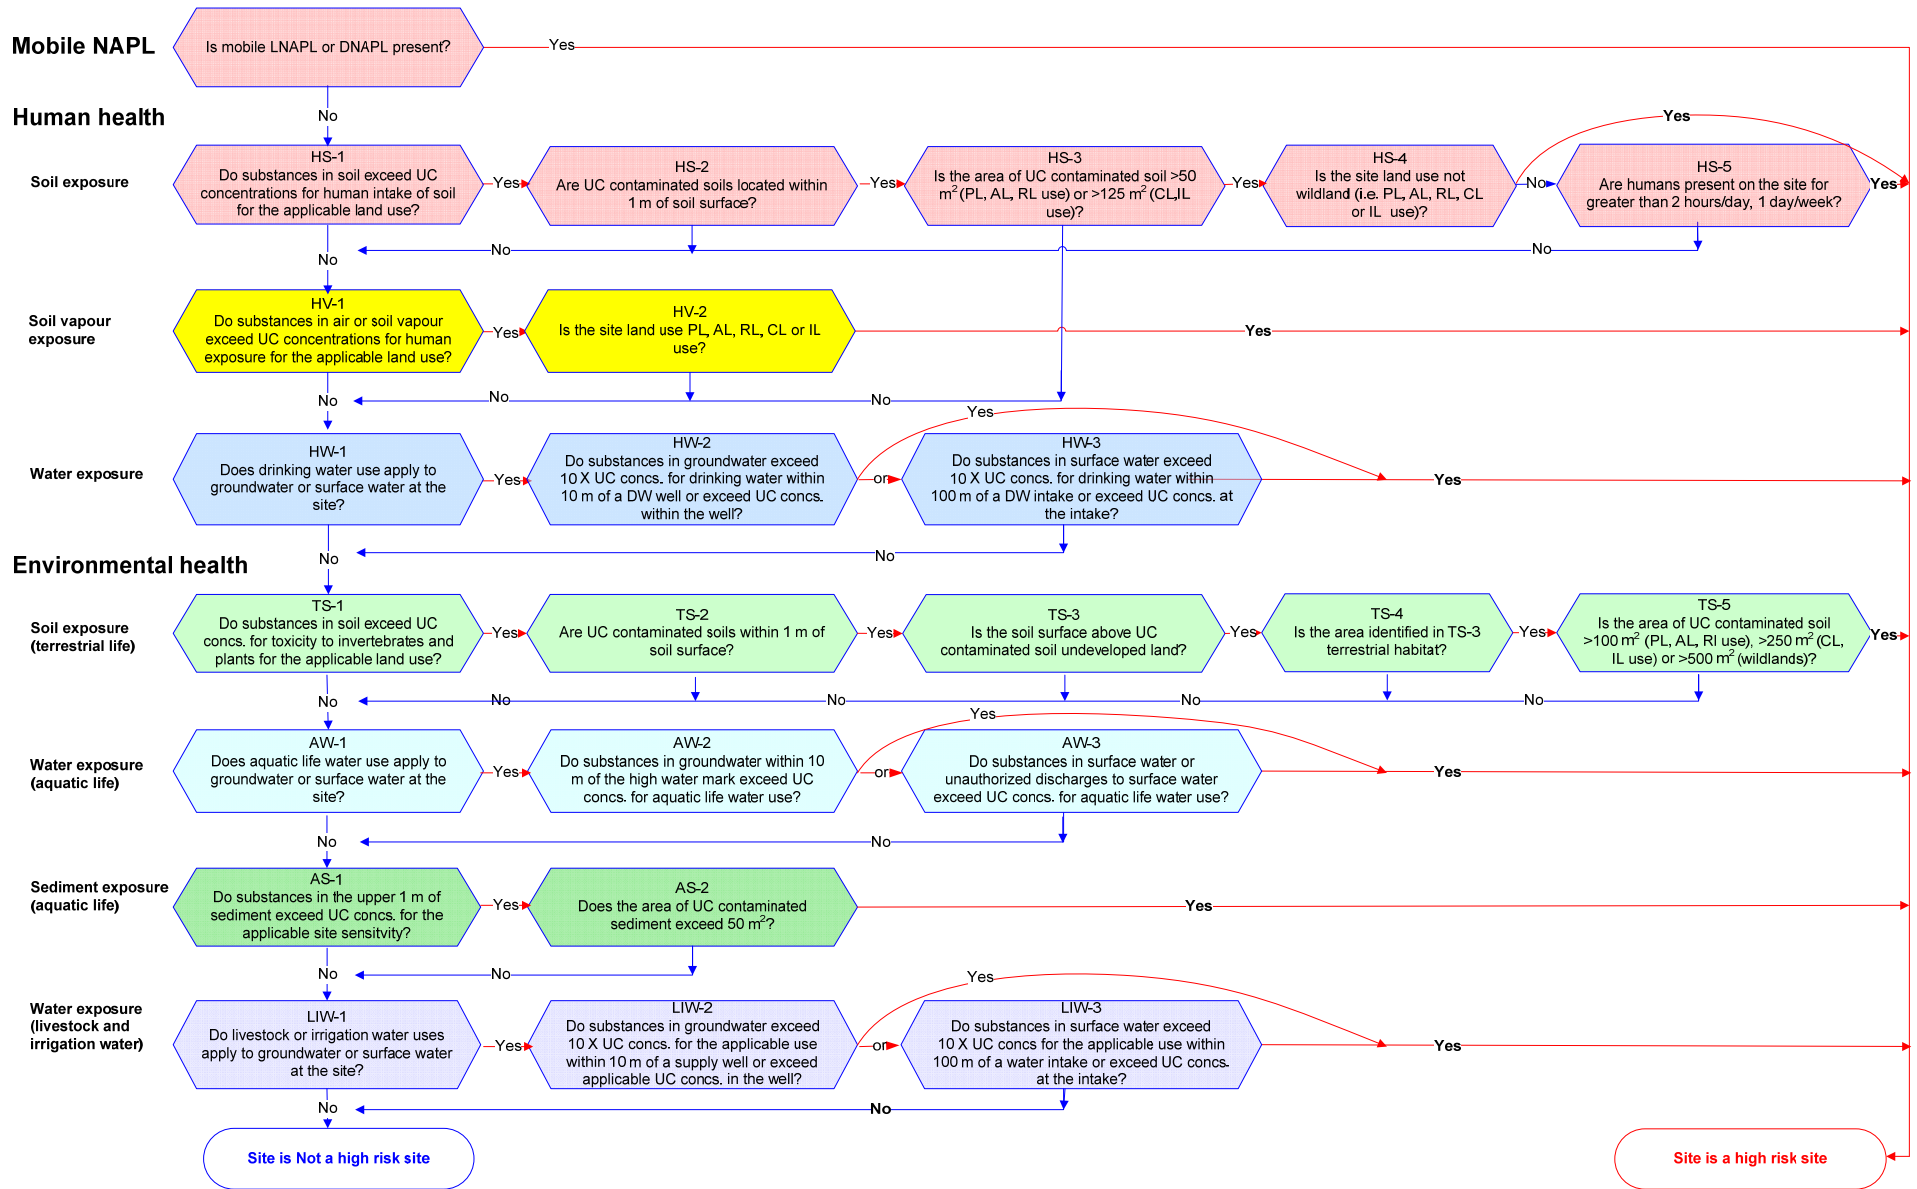 Mobile NAPL
Is mobile LNAPL or DNAPL present?
Yes
No
Human health
Soil exposure
HS-1
Do substances in soil exceed UC
concentrations for human intake of soil
for the applicable land use?
Yes
HS-2
Are UC contaminated soils located within
1 m of soil surface?
Yes
HS-3
Is the area of UC contaminated soil >50
m² (PL, AL, RL use) or >125 m² (CL,IL
use)?
Yes
HS-4
Is the site land use not
wildland (i.e. PL, AL, RL, CL
or IL use)?
Yes
No
HS-5
Are humans present on the site for
greater than 2 hours/day, 1 day/week?
Yes
No
No
No
Soil vapour
exposure
HV-1
Do substances in air or soil vapour
exceed UC concentrations for human
exposure for the applicable land use?
Yes
HV-2
Is the site land use PL, AL, RL, CL or IL
use?
Yes
No
No
No
Water exposure
HW-1
Does drinking water use apply to
groundwater or surface water at the
site?
Yes
HW-2
Do substances in groundwater exceed
10 X UC concs. for drinking water within
10 m of a DW well or exceed UC concs.
within the well?
Yes
or
HW-3
Do substances in surface water exceed
10 X UC concs. for drinking water within
100 m of a DW intake or exceed UC concs. at
the intake?
Yes
No
No
Environmental health
Soil exposure
(terrestrial life)
TS-1
Do substances in soil exceed UC
concs. for toxicity to invertebrates and
plants for the applicable land use?
Yes
TS-2
Are UC contaminated soils within 1 m of
soil surface?
Yes
TS-3
Is the soil surface above UC
contaminated soil undeveloped land?
Yes
TS-4
Is the area identified in TS-3
terrestrial habitat?
Yes
TS-5
Is the area of UC contaminated soil
>100 m² (PL, AL, Rl use), >250 m² (CL,
IL use) or >500 m² (wildlands)?
Yes
No
No
No
No
No
Water exposure
(aquatic life)
AW-1
Does aquatic life water use apply to
groundwater or surface water at the
site?
Yes
AW-2
Do substances in groundwater within 10
m of the high water mark exceed UC
concs. for aquatic life water use?
Yes
or
AW-3
Do substances in surface water or
unauthorized discharges to surface water
exceed UC concs. for aquatic life water use?
Yes
No
No
Sediment exposure
(aquatic life)
AS-1
Do substances in the upper 1 m of
sediment exceed UC concs. for the
applicable site sensitvity?
Yes
AS-2
Does the area of UC contaminated
sediment exceed 50 m²?
Yes
No
No
Water exposure
(livestock and
irrigation water)
LIW-1
Do livestock or irrigation water uses
apply to groundwater or surface water
at the site?
Yes
LIW-2
Do substances in groundwater exceed
10 X UC concs. for the applicable use
within 10 m of a supply well or exceed
applicable UC concs. in the well?
Yes
or
LIW-3
Do substances in surface water exceed
10 X UC concs for the applicable use within
100 m of a water intake or exceed UC concs.
at the intake?
Yes
No
No
Site is Not a high risk site
Site is a high risk site